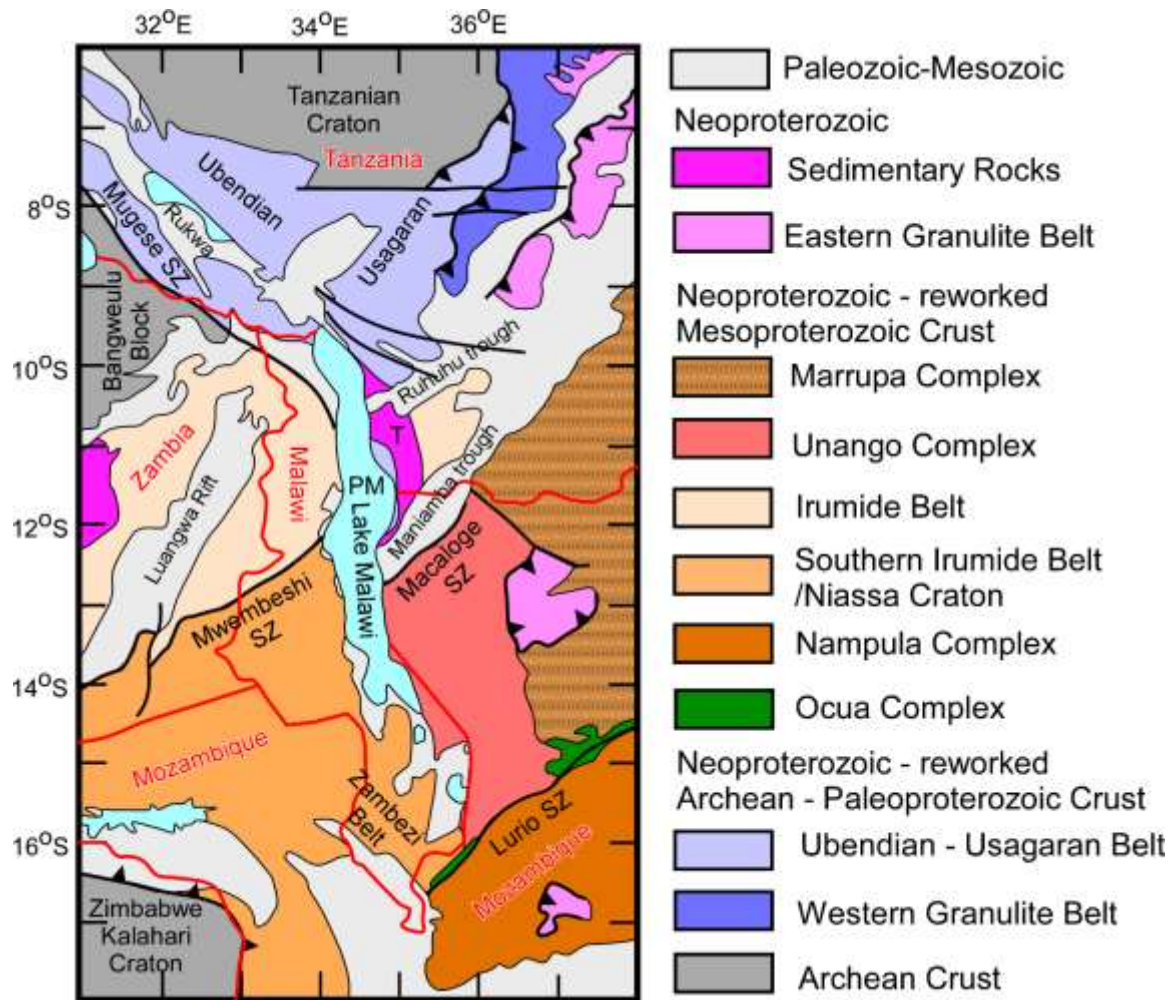 32°E 34°E 36°E
8°S
10°S
12°S
14°S
16°S
Tanzanian
Craton
Tanzania
Ubendian
Usagaran
Rukwa
Mugese SZ
Bangweulu
Block
Ruhuhu trough
T
Zambia
Malawi
PM
Lake Malawi
Maniamba trough
Luangwa Rift
Macaloge
SZ
Mwembeshi
SZ
Mozambique
Zambezi
Belt
Lurio SZ
Mozambique
Zimbabwe
Kalahari
Craton
Paleozoic-Mesozoic
Neoproterozoic
Sedimentary Rocks
Eastern Granulite Belt
Neoproterozoic - reworked
Mesoproterozoic Crust
Marrupa Complex
Unango Complex
Irumide Belt
Southern Irumide Belt
/Niassa Craton
Nampula Complex
Ocua Complex
Neoproterozoic - reworked
Archean - Paleoproterozoic Crust
Ubendian - Usagaran Belt
Western Granulite Belt
Archean Crust